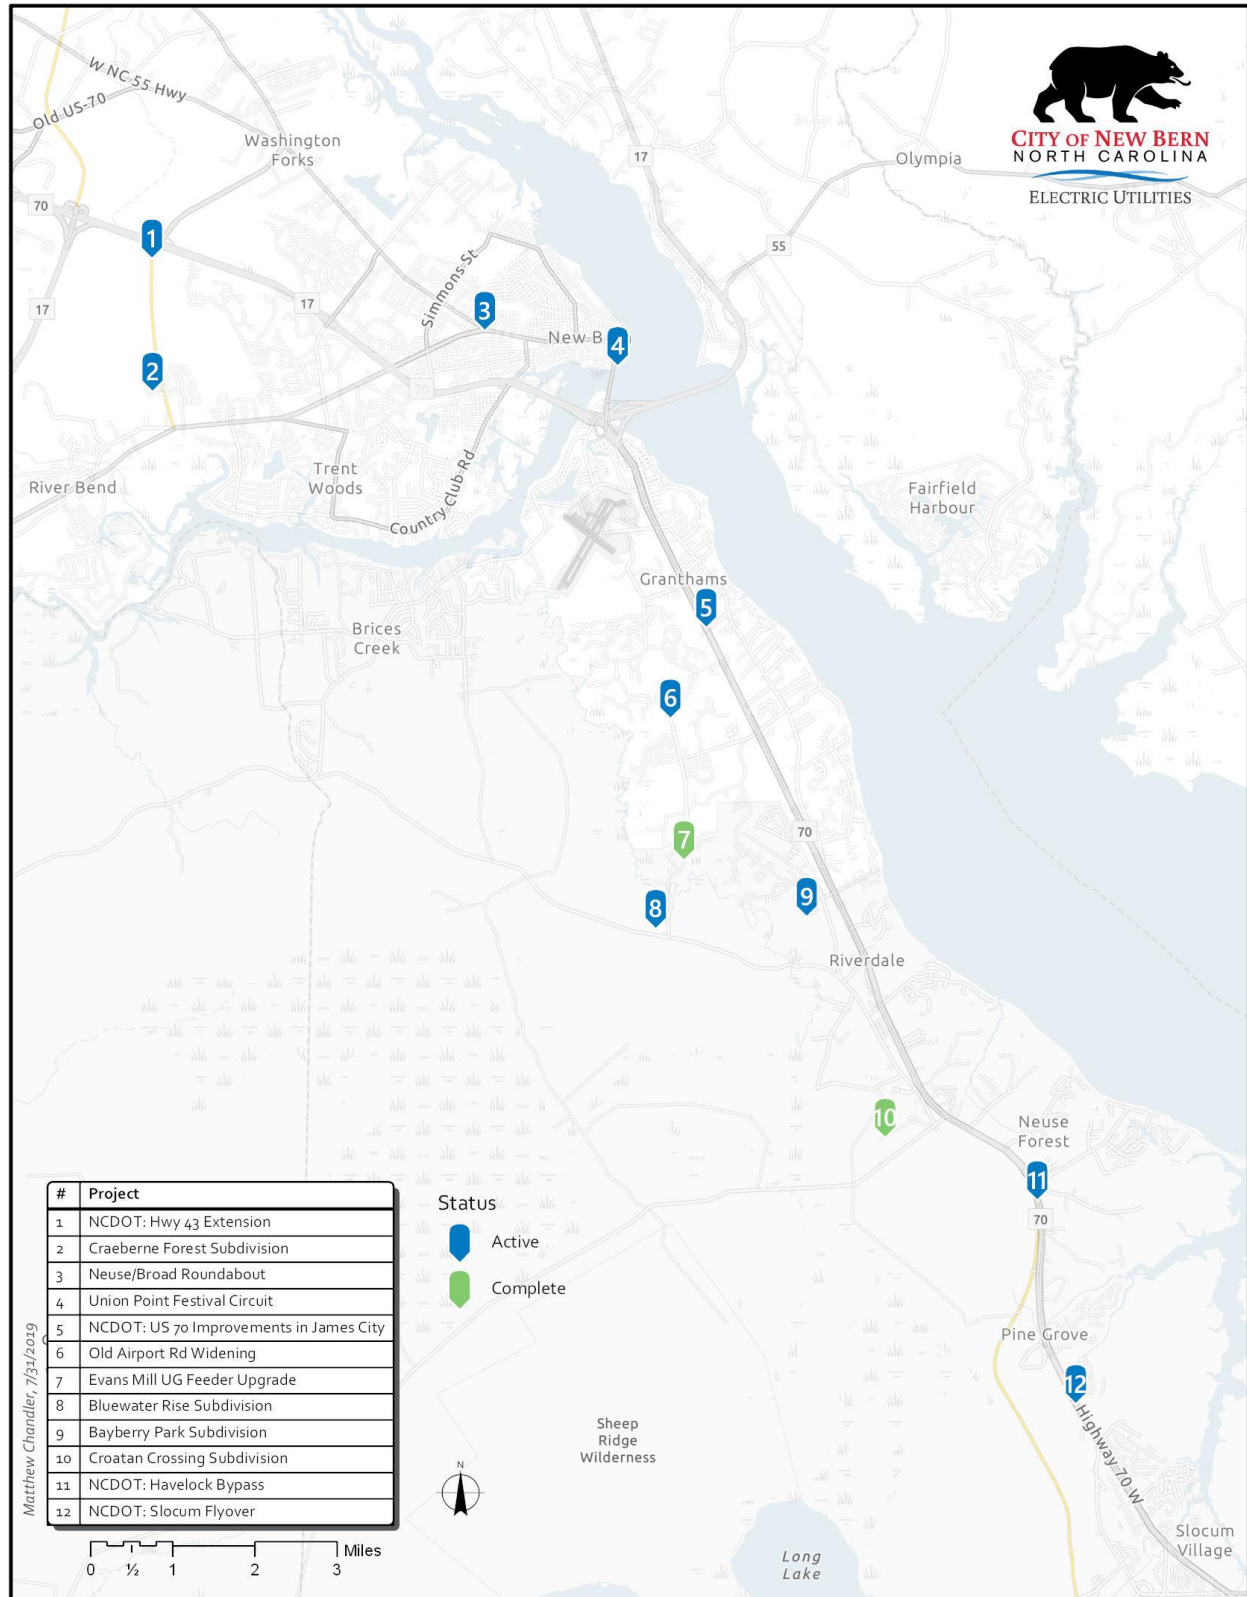 CITY OF NEW BERN
NORTH CAROLINA
ELECTRIC UTILITIES
W NC 55 Hwy
Old US-70
Washington
Forks
17
Olympia
70
1
55
17
17
Simmons St
3
New B
4
2
70
Trent
Woods
River Bend
Country Club Rd
Fairfield
Harbour
Granthams
5
Brices
Creek
6
7
70
8
9
Riverdale
10
Neuse
Forest
11
70
Pine Grove
12
Highway 70 W
Sheep
Ridge
Wilderness
Slocum
Village
Long
Lake
# Project
1 NCDOT: Hwy 43 Extension
2 Craeberne Forest Subdivision
3 Neuse/Broad Roundabout
4 Union Point Festival Circuit
5 NCDOT: US 70 Improvements in James City
6 Old Airport Rd Widening
7 Evans Mill UG Feeder Upgrade
8 Bluewater Rise Subdivision
9 Bayberry Park Subdivision
10 Croatan Crossing Subdivision
11 NCDOT: Havelock Bypass
12 NCDOT: Slocum Flyover
Status
Active
Complete
N
Matthew Chandler, 7/31/2019
0 ½ 1 2 3 Miles